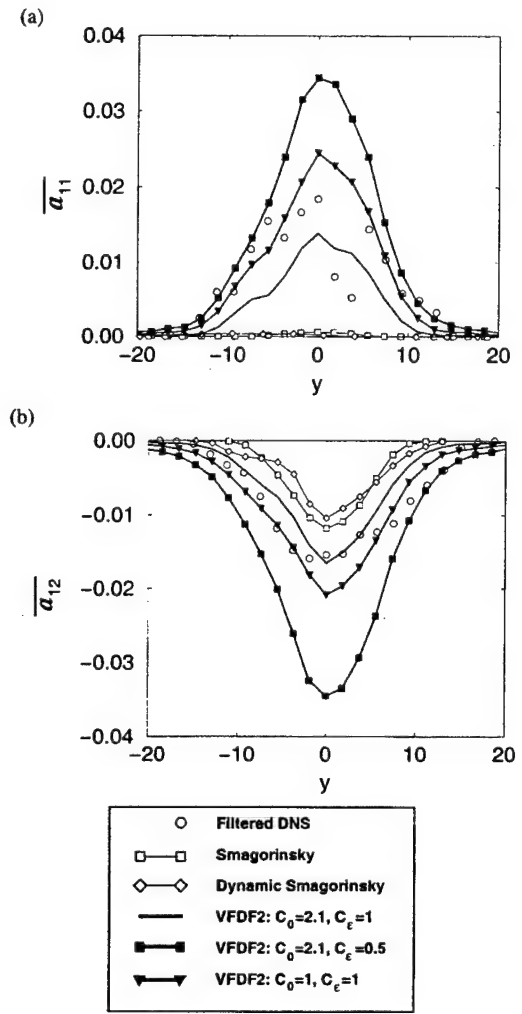 (a)
0.04
0.03
0.02
0.01
0.00
a₁₁
−20 −10 0 10 20
y
(b)
0.00
−0.01
−0.02
−0.03
−0.04
a₁₂
−20 −10 0 10 20
y
Filtered DNS
Smagorinsky
Dynamic Smagorinsky
VFDF2: C₀=2.1, Cε=1
VFDF2: C₀=2.1, Cε=0.5
VFDF2: C₀=1, Cε=1